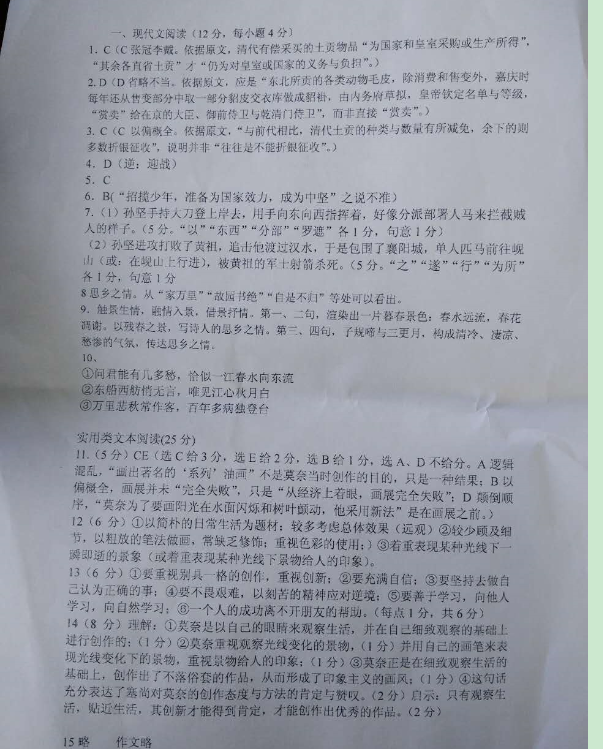 一、现代文阅读（12分，每小题4分）
1．C（C张冠李戴。依据原文，清代有偿采买的土贡物品“为国家和皇室采购或生产所得”，
“其余各直省土贡”才“仍为对皇室或国家的义务与负担”。）
2．D（D省略不当。依据原文，应是“东北所贡的各类动物毛皮，除消费和售变外，嘉庆时
每年还从售变部分中取一部分貂皮交衣库做成貂褂，由内务府草拟，皇帝钦定名单与等级，
“赏卖”给在京的大臣、御前侍卫与乾清门侍卫”，而非直接“赏卖”。）
3．C（C以偏概全。依据原文，“与前代相比，清代土贡的种类与数量有所减免，余下的则
多数折银征收”，说明并非“往往是不能折银征收”。）
4．D（逆：迎战）
5．C
6．B（“招揽少年，准备为国家效力，成为中坚”之说不准）
7．（1）孙坚手持大刀登上岸去，用手向东向西指挥着，好像分派部署人马来拦截贼
人的样子。（5分。“以”“东西”“分部”“罗遮”各1分，句意1分）
（2）孙坚进攻打败了黄祖，追击他渡过汉水，于是包围了襄阳城，单人匹马前往岘
山（或：在岘山上行进），被黄祖的军士射箭杀死。（5分。“之”“遂”“行”“为所”
各1分，句意1分
8思乡之情。从“家万里”“故园书绝”“自是不归”等处可以看出。
9．触景生情，融情入景，借景抒情。第一、二句，渲染出一片暮春景色：春水远流，春花
凋谢。以残春之景，写诗人的思乡之情。第三、四句，子规啼与三更月，构成清冷、凄凉、
愁惨的气氛，传达思乡之情。
10、
①问君能有几多愁，恰似一江春水向东流
②东船西舫悄无言，唯见江心秋月白
③万里悲秋常作客，百年多病独登台
实用类文本阅读(25分)
11.（5分）CE（选C给3分，选E给2分，选B给1分，选A、D不给分。A逻辑
混乱，“画出著名的‘系列’油画”不是莫奈当时创作的目的，只是一种结果；B以
偏概全，画展并未“完全失败”，只是“从经济上着眼，画展完全失败”；D颠倒顺
序，“莫奈为了要画阳光在水面闪烁和树叶颤动，他采用新法”是在画展之前。）
12（6分）①以简朴的日常生活为题材；较多考虑总体效果（远观）②较少顾及细
节，以粗放的笔法做画，常缺乏修饰；重视色彩的使用；）③着重表现某种光线下一
瞬即逝的景象（或着重表现某种光线下景物给人的印象）。
13（6分）①要重视别具一格的创作，重视创新；②要充满自信；③要坚持去做自
己认为正确的事；④要不畏艰难，以刻苦的精神应对逆境；⑤要善于学习，向他人
学习，向自然学习；⑥一个人的成功离不开朋友的帮助。（每点1分，共6分）
14（8分）理解：①莫奈是以自己的眼睛来观察生活，并在自己细致观察的基础上
进行创作的；（1分）②莫奈重视观察光线变化的景物，（1分）并用自己的画笔来表
现光线变化下的景物，重视景物给人的印象；（1分）③莫奈正是在细致观察生活的
基础上，创作出了不落俗套的作品，从而形成了印象主义的画风；（1分）④这句话
充分表达了塞尚对莫奈的创作态度与方法的肯定与赞叹。（2分）启示：只有观察生
活，贴近生活，其创新才能得到肯定，才能创作出优秀的作品。（2分）
15略 作文略